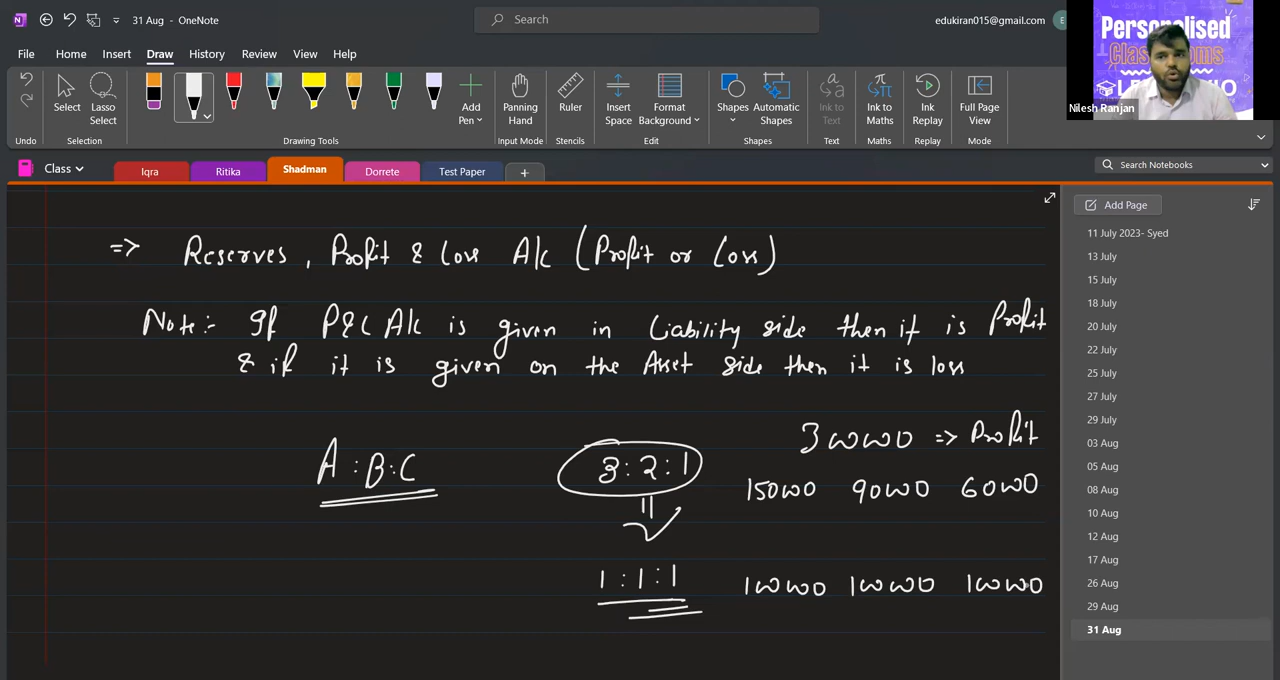 31 Aug - OneNote
Search
edukiran015@gmail.com
E
Personalised
Nilesh Ranjan
File Home Insert Draw History Review View Help
Undo
Select
Lasso Select
Add Pen
Panning Hand
Ruler
Insert Space
Format Background
Shapes
Automatic Shapes
Ink to Text
Ink to Maths
Ink Replay
Full Page View
Undo Selection Drawing Tools Input Mode Stencils Edit Shapes Text Maths Replay Mode
Class Iqra Ritika Shadman Dorrete Test Paper +
Search Notebooks
Add Page
11 July 2023- Syed
13 July
15 July
18 July
20 July
22 July
25 July
27 July
29 July
03 Aug
05 Aug
08 Aug
10 Aug
12 Aug
17 Aug
26 Aug
29 Aug
31 Aug
=> Reserves, Profit & Loss A/c (Profit or Loss)
Note:- If P&L A/c is given in Liability side then it is Profit
& if it is given on the Asset side then it is loss
A : B : C
3 : 2 : 1
300000 => Profit
150000 90000 60000
1 : 1 : 1
100000 100000 100000